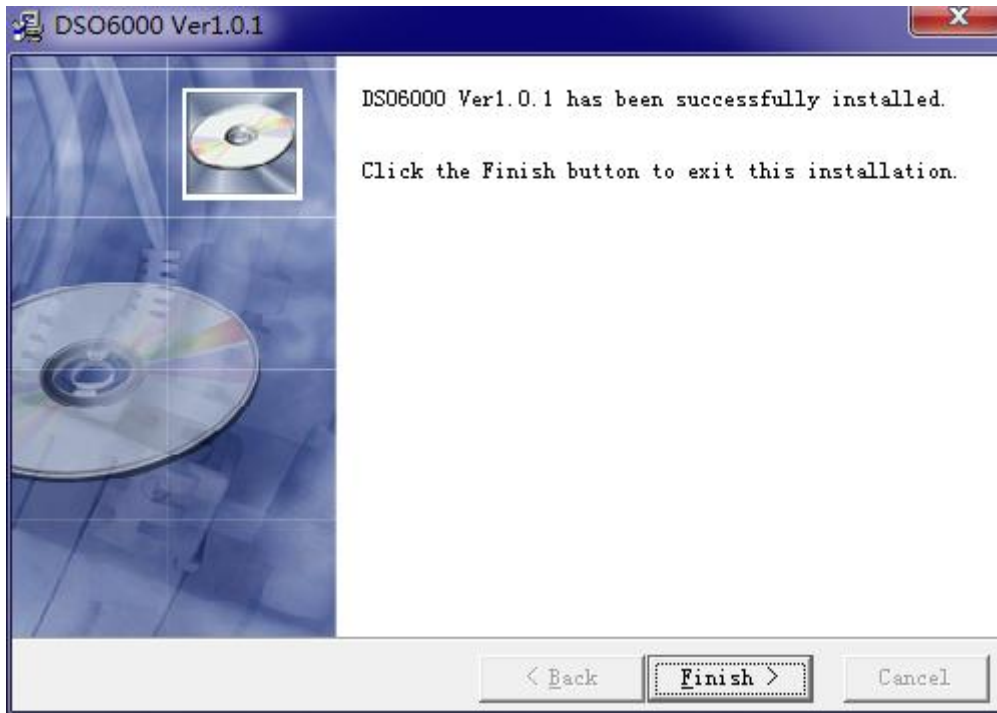 DSO6000 Ver1.0.1
DSO6000 Ver1.0.1 has been successfully installed.
Click the Finish button to exit this installation.
< Back
Finish >
Cancel